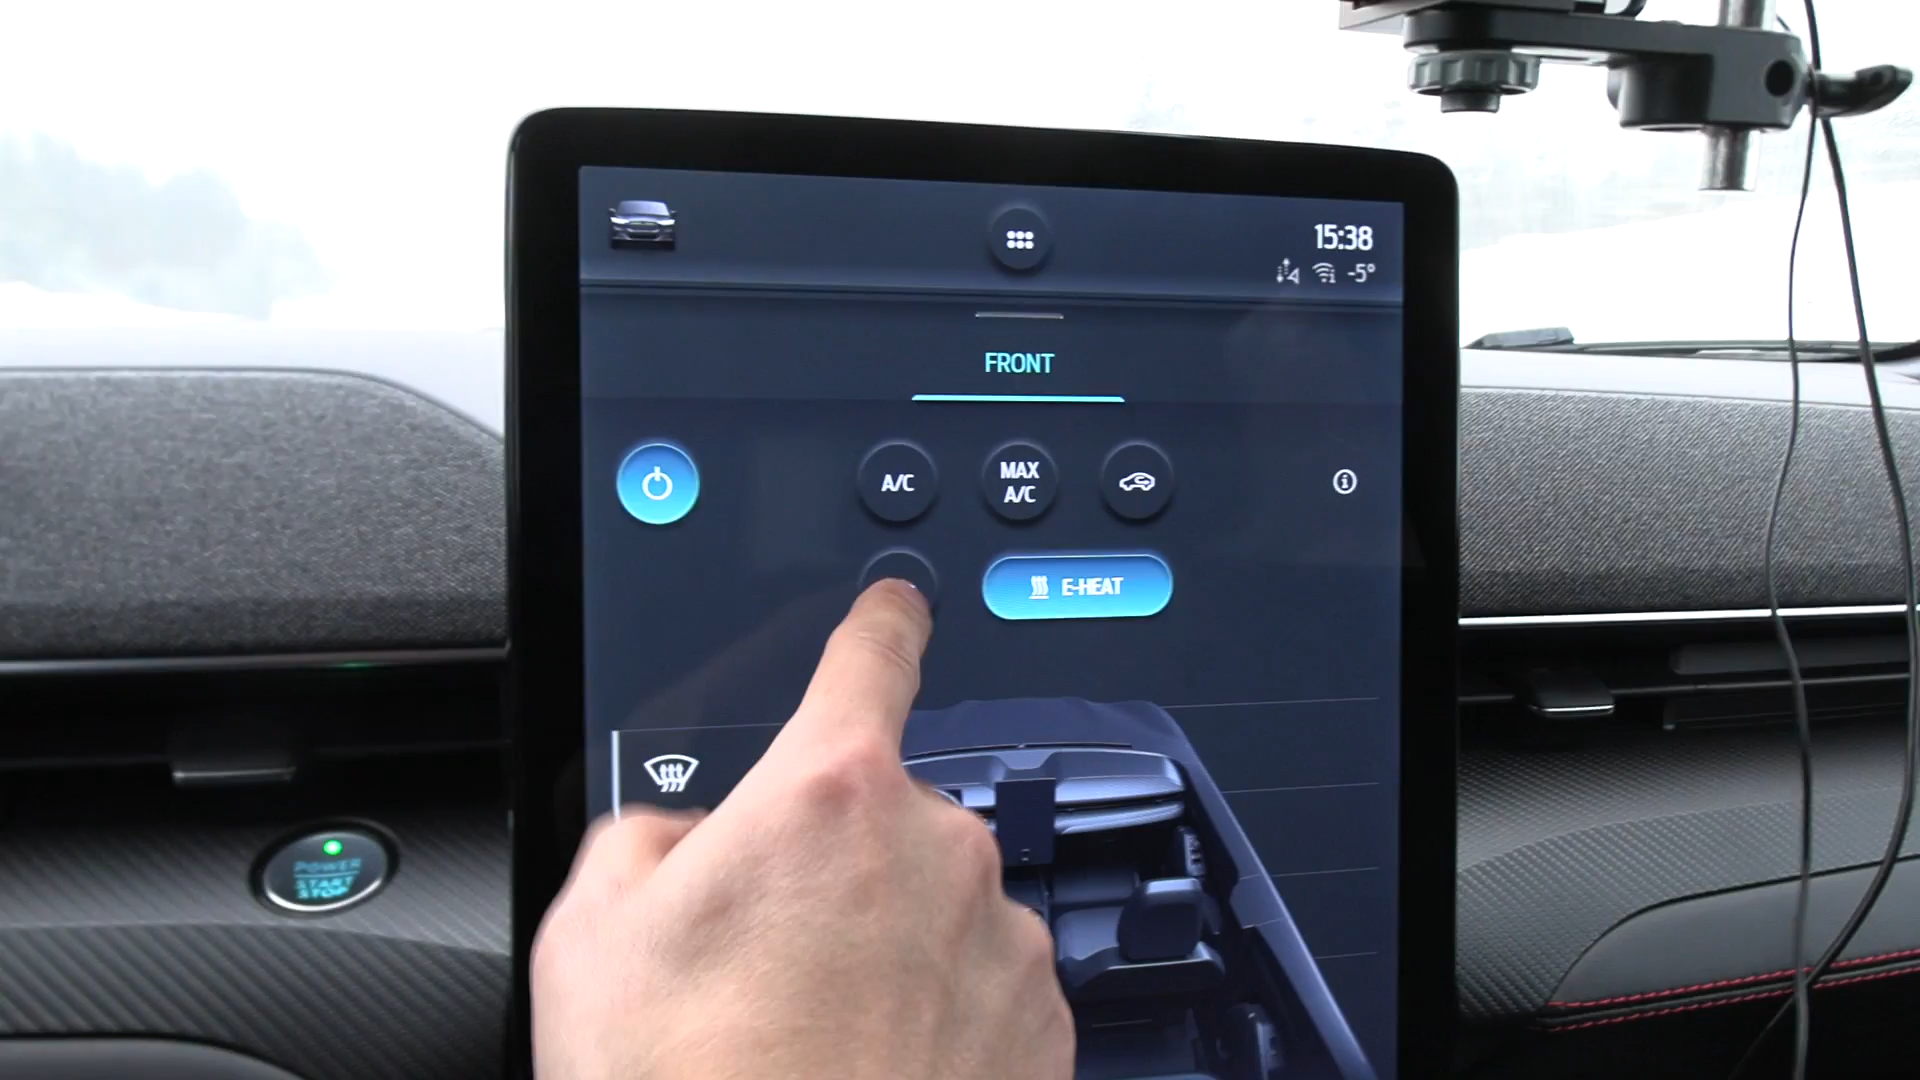 15:38
-5°
FRONT
A/C
MAX
A/C
E-HEAT
POWER
START
STOP